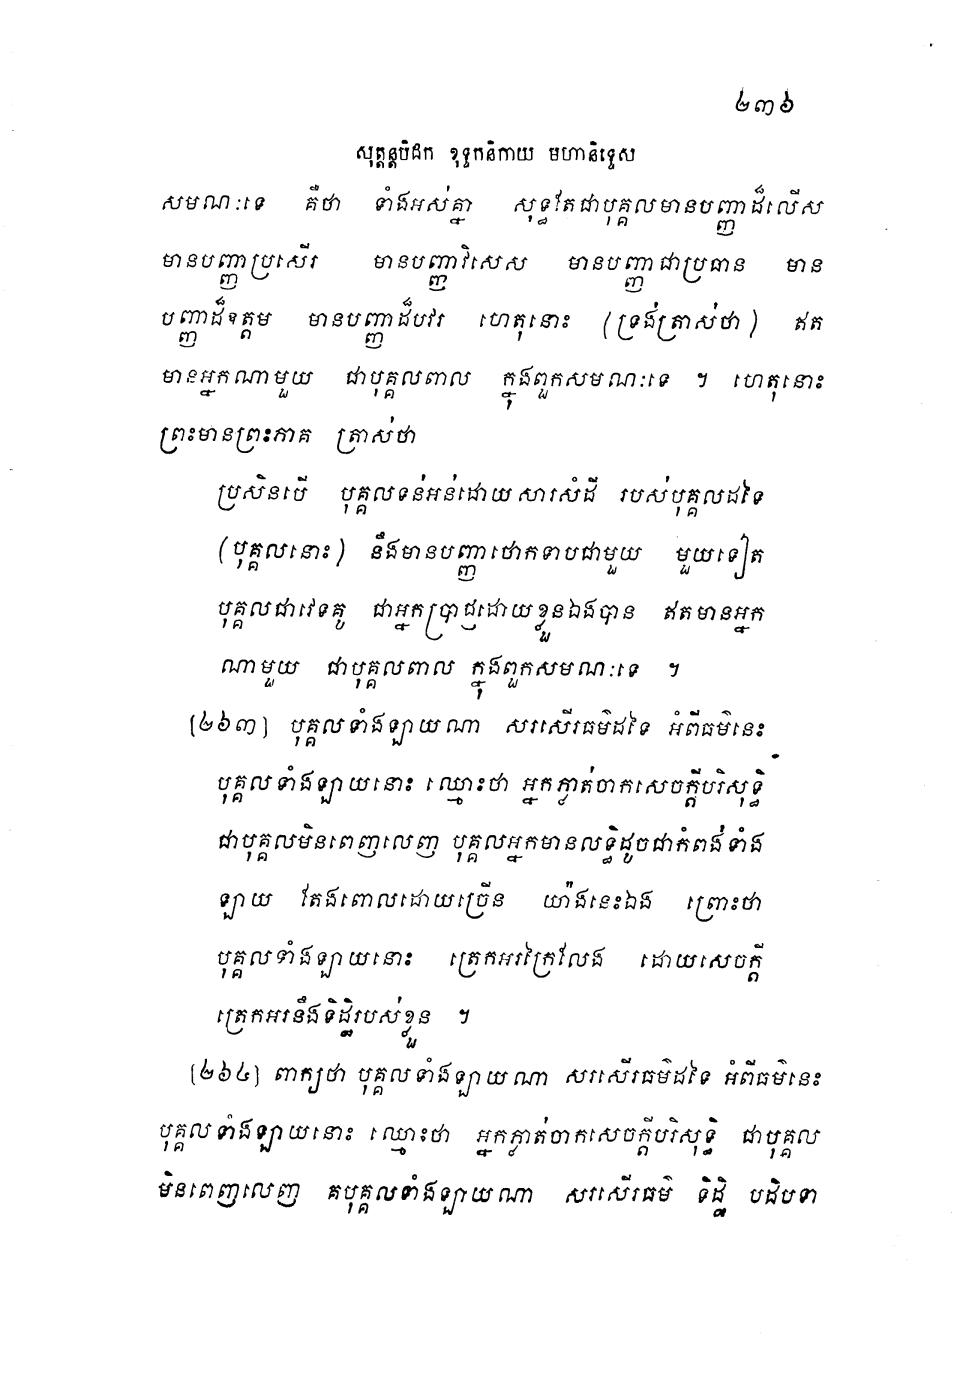 ២៣៦
សុត្តន្តបិដក ខុទ្ទកនិកាយ មហានិទ្ទេស
សមណៈទេ គឺថា ទាំងអស់គ្នា សុទ្ធតែជាបុគ្គលមានបញ្ញាដ៏លើស
មានបញ្ញាប្រសើរ មានបញ្ញាវិសេស មានបញ្ញាជាប្រធាន មាន
បញ្ញាដ៏ឧត្តម មានបញ្ញាដ៏បវរ ហេតុនោះ (ទ្រង់ត្រាស់ថា) ឥត
មានអ្នកណាមួយ ជាបុគ្គលពាល ក្នុងពួកសមណៈទេ ។ ហេតុនោះ
ព្រះមានព្រះភាគ ត្រាស់ថា
ប្រសិនបើ បុគ្គលទន់អន់ដោយសារសំដី របស់បុគ្គលដទៃ
(បុគ្គលនោះ) នឹងមានបញ្ញាថោកទាបជាមួយ មួយទៀត
បុគ្គលជាវេទគូ ជាអ្នកប្រាជ្ញដោយខ្លួនឯងបាន ឥតមានអ្នក
ណាមួយ ជាបុគ្គលពាល ក្នុងពួកសមណៈទេ ។
[២៦៣] បុគ្គលទាំងឡាយណា សរសើរធម៌ដទៃ អំពីធម៌នេះ
បុគ្គលទាំងឡាយនោះ ឈ្មោះថា អ្នកភ្លាត់ចាកសេចក្តីបរិសុទ្ធិ
ជាបុគ្គលមិនពេញលេញ បុគ្គលអ្នកមានលទ្ធិដូចជាកំពង់ទាំង
ឡាយ តែងពោលដោយច្រើន យ៉ាងនេះឯង ព្រោះថា
បុគ្គលទាំងឡាយនោះ ត្រេកអរក្រៃលែង ដោយសេចក្តី
ត្រេកអរនឹងទិដ្ឋិរបស់ខ្លួន ។
[២៦៤] ពាក្យថា បុគ្គលទាំងឡាយណា សរសើរធម៌ដទៃ អំពីធម៌នេះ
បុគ្គលទាំងឡាយនោះ ឈ្មោះថា អ្នកភ្លាត់ចាកសេចក្តីបរិសុទ្ធិ ជាបុគ្គល
មិនពេញលេញ គបុគ្គលទាំងឡាយណា សរសើរធម៌ ទិដ្ឋិ បដិបទា